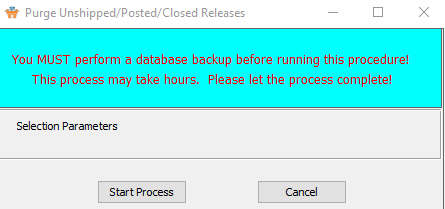 Purge Unshipped/Posted/Closed Releases
You MUST perform a database backup before running this procedure!
This process may take hours.  Please let the process complete!
Selection Parameters
Start Process
Cancel